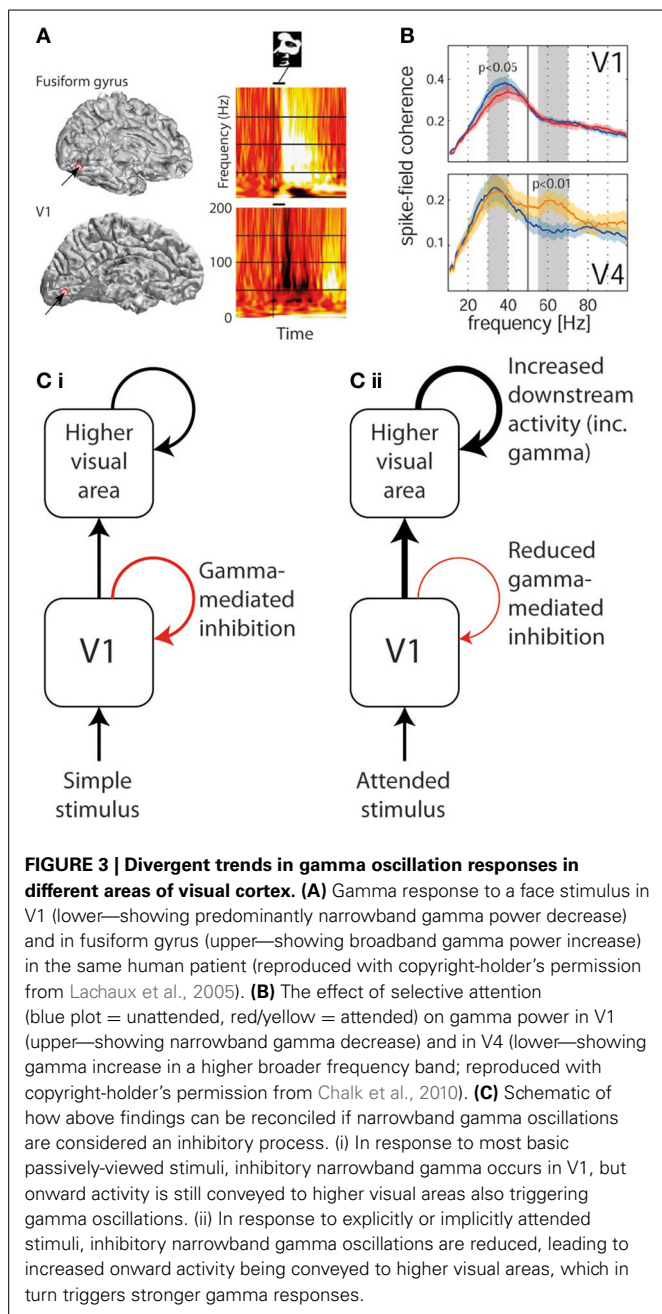 A
Fusiform gyrus
V1
Frequency (Hz)
200
100
0
Time
B
p<0.05
V1
0.4
0.2
spike-field coherence
p<0.01
0.2
0.1
V4
20 40 60 80
frequency [Hz]
C i
Higher
visual
area
Gamma-
mediated
inhibition
V1
Simple
stimulus
C ii
Increased
downstream
activity (inc.
gamma)
Higher
visual
area
Reduced
gamma-
mediated
inhibition
V1
Attended
stimulus
FIGURE 3 | Divergent trends in gamma oscillation responses in
different areas of visual cortex. (A) Gamma response to a face stimulus in
V1 (lower—showing predominantly narrowband gamma power decrease)
and in fusiform gyrus (upper—showing broadband gamma power increase)
in the same human patient (reproduced with copyright-holder's permission
from Lachaux et al., 2005). (B) The effect of selective attention
(blue plot = unattended, red/yellow = attended) on gamma power in V1
(upper—showing narrowband gamma decrease) and in V4 (lower—showing
gamma increase in a higher broader frequency band; reproduced with
copyright-holder's permission from Chalk et al., 2010). (C) Schematic of
how above findings can be reconciled if narrowband gamma oscillations
are considered an inhibitory process. (i) In response to most basic
passively-viewed stimuli, inhibitory narrowband gamma occurs in V1, but
onward activity is still conveyed to higher visual areas also triggering
gamma oscillations. (ii) In response to explicitly or implicitly attended
stimuli, inhibitory narrowband gamma oscillations are reduced, leading to
increased onward activity being conveyed to higher visual areas, which in
turn triggers stronger gamma responses.